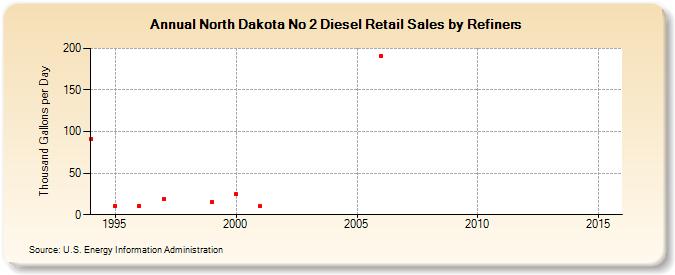 Annual North Dakota No 2 Diesel Retail Sales by Refiners
Thousand Gallons per Day
200
150
100
50
0
1995 2000 2005 2010 2015
Source: U.S. Energy Information Administration